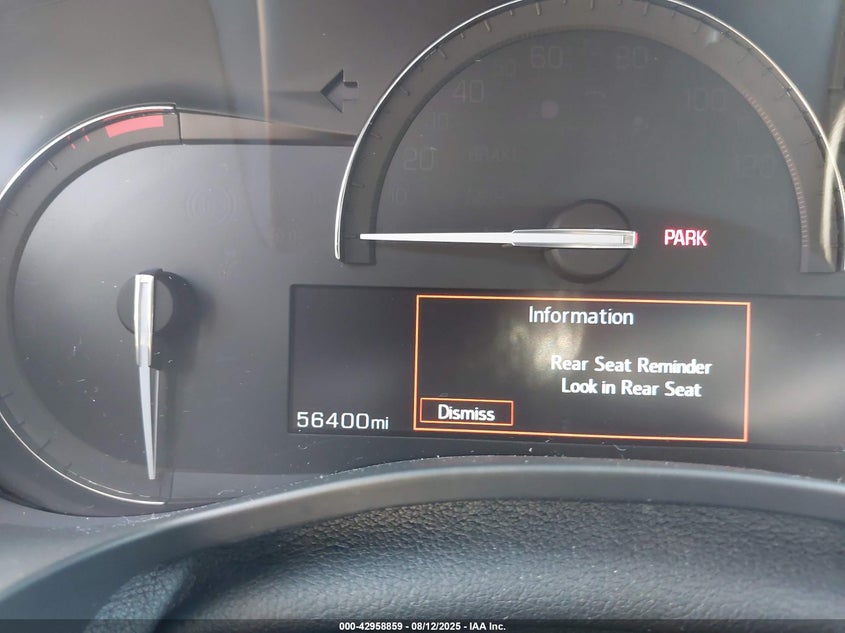 60
80
40
100
20
120
PARK
Information
Rear Seat Reminder
Look in Rear Seat
Dismiss
56400mi
000-42958859 - 08/12/2025 - IAA Inc.